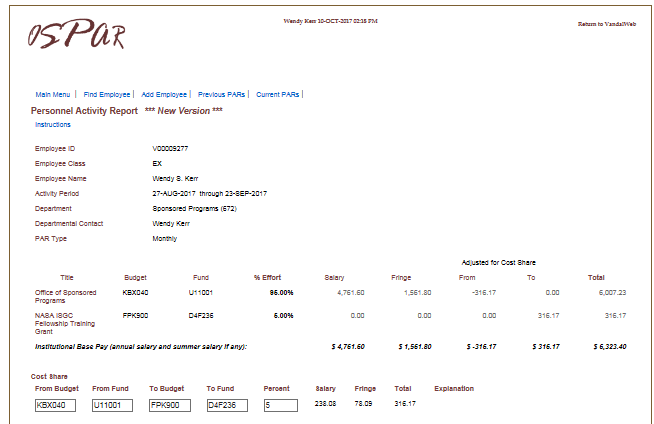 Wendy Kerr 10-OCT-2017 02:15 PM
Return to VandalWeb
OSPAR
Main Menu | Find Employee | Add Employee | Previous PARs | Current PARs |
Personnel Activity Report *** New Version ***
Instructions
Employee ID V00009277
Employee Class EX
Employee Name Wendy S. Kerr
Activity Period 27-AUG-2017 through 23-SEP-2017
Department Sponsored Programs (672)
Departmental Contact Wendy Kerr
PAR Type Monthly
Adjusted for Cost Share
Title Budget Fund % Effort Salary Fringe From To Total
Office of Sponsored Programs KBX040 U11001 95.00% 4,761.60 1,561.80 -316.17 0.00 6,007.23
NASA ISGC Fellowship Training Grant FPK900 D4F236 5.00% 0.00 0.00 0.00 316.17 316.17
Institutional Base Pay (annual salary and summer salary if any): $ 4,761.60 $ 1,561.80 $ -316.17 $ 316.17 $ 6,323.40
Cost Share
From Budget From Fund To Budget To Fund Percent Salary Fringe Total Explanation
KBX040 U11001 FPK900 D4F236 5 238.08 78.09 316.17